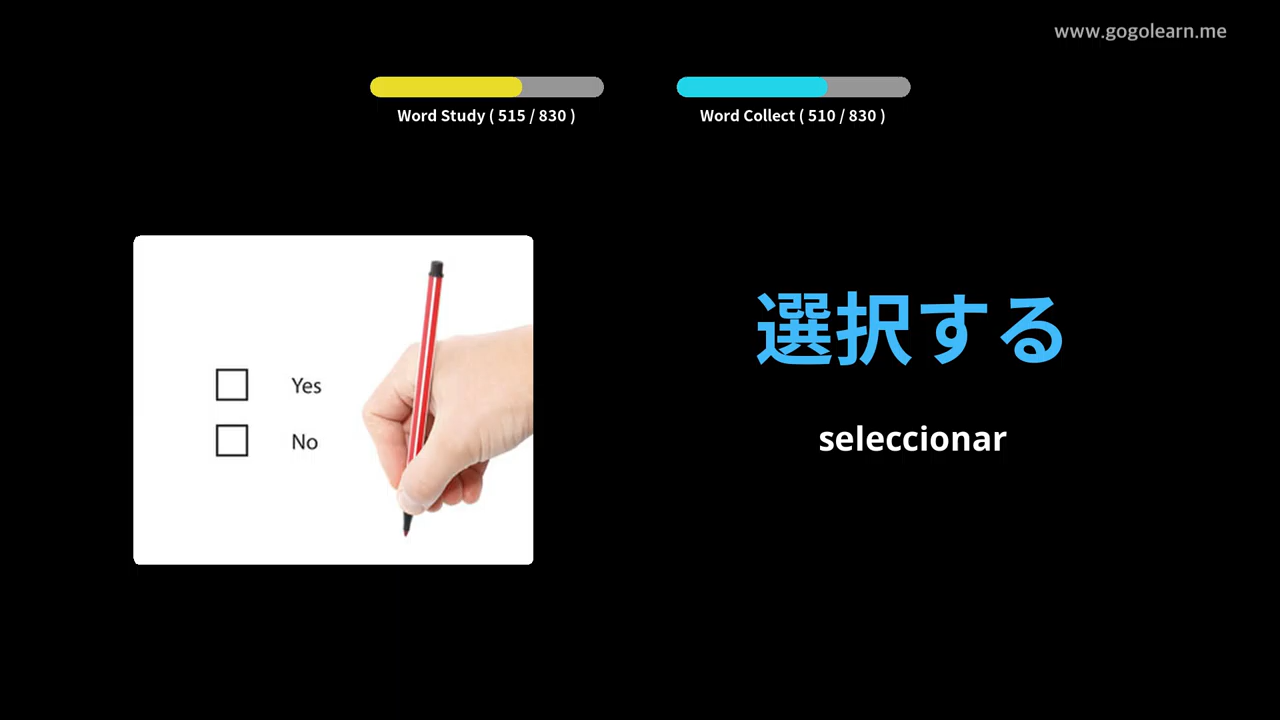 www.gogolearn.me
Word Study ( 515 / 830 )
Word Collect ( 510 / 830 )
選択する
seleccionar
Yes
No